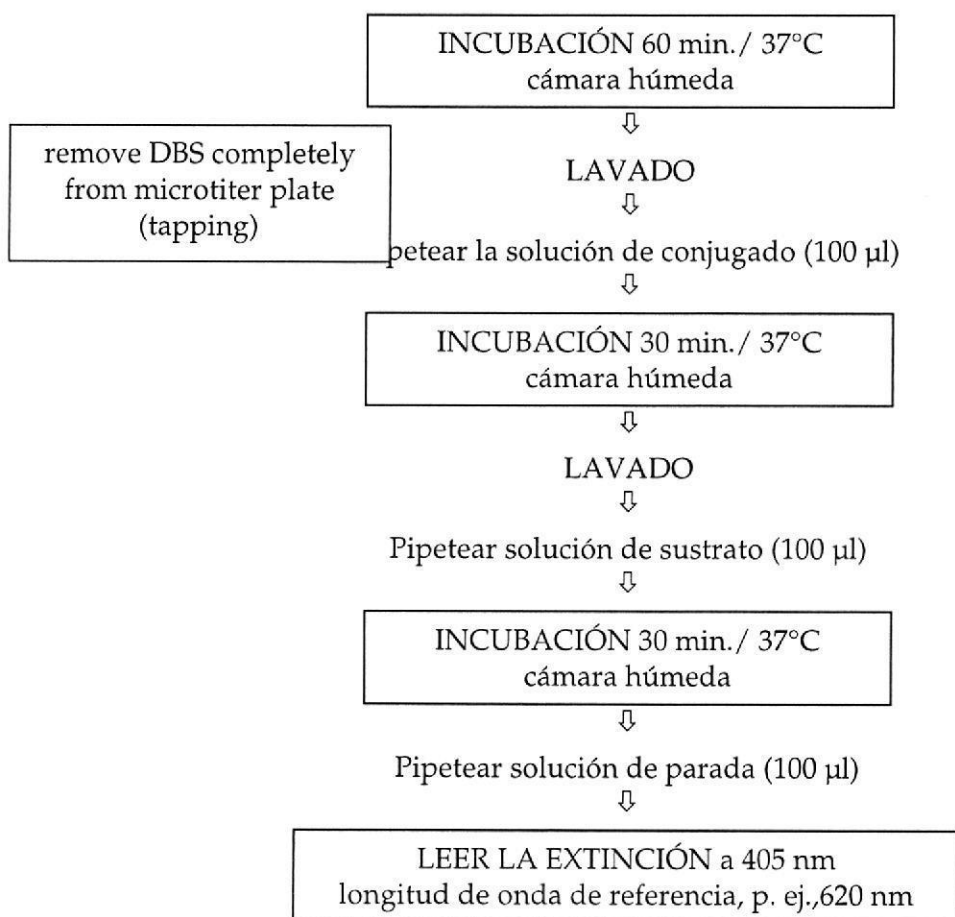 INCUBACIÓN 60 min./ 37°C
cámara húmeda
⇩
remove DBS completely
from microtiter plate
(tapping)
LAVADO
⇩
petear la solución de conjugado (100 µl)
⇩
INCUBACIÓN 30 min./ 37°C
cámara húmeda
⇩
LAVADO
⇩
Pipetear solución de sustrato (100 µl)
⇩
INCUBACIÓN 30 min./ 37°C
cámara húmeda
⇩
Pipetear solución de parada (100 µl)
⇩
LEER LA EXTINCIÓN a 405 nm
longitud de onda de referencia, p. ej.,620 nm